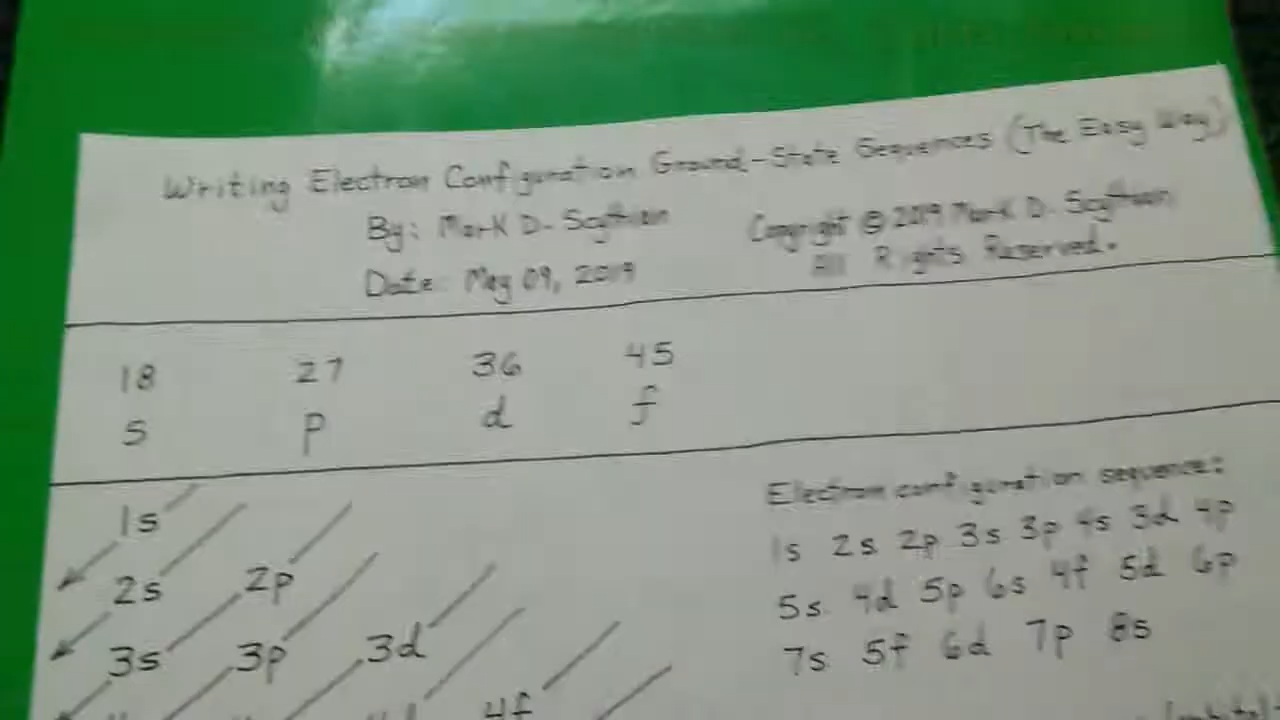 Writing Electron Configuration Ground-State Sequences (The Easy Way)
By: Mark D. Scythian
Copyright © 2019 Mark D. Scythian
Date: May 09, 2019
All Rights Reserved.
18 27 36 45
s p d f
Electron configuration sequence:
1s 2s 2p 3s 3p 4s 3d 4p
5s 4d 5p 6s 4f 5d 6p
7s 5f 6d 7p 8s
1s
2s 2p
3s 3p 3d
4f